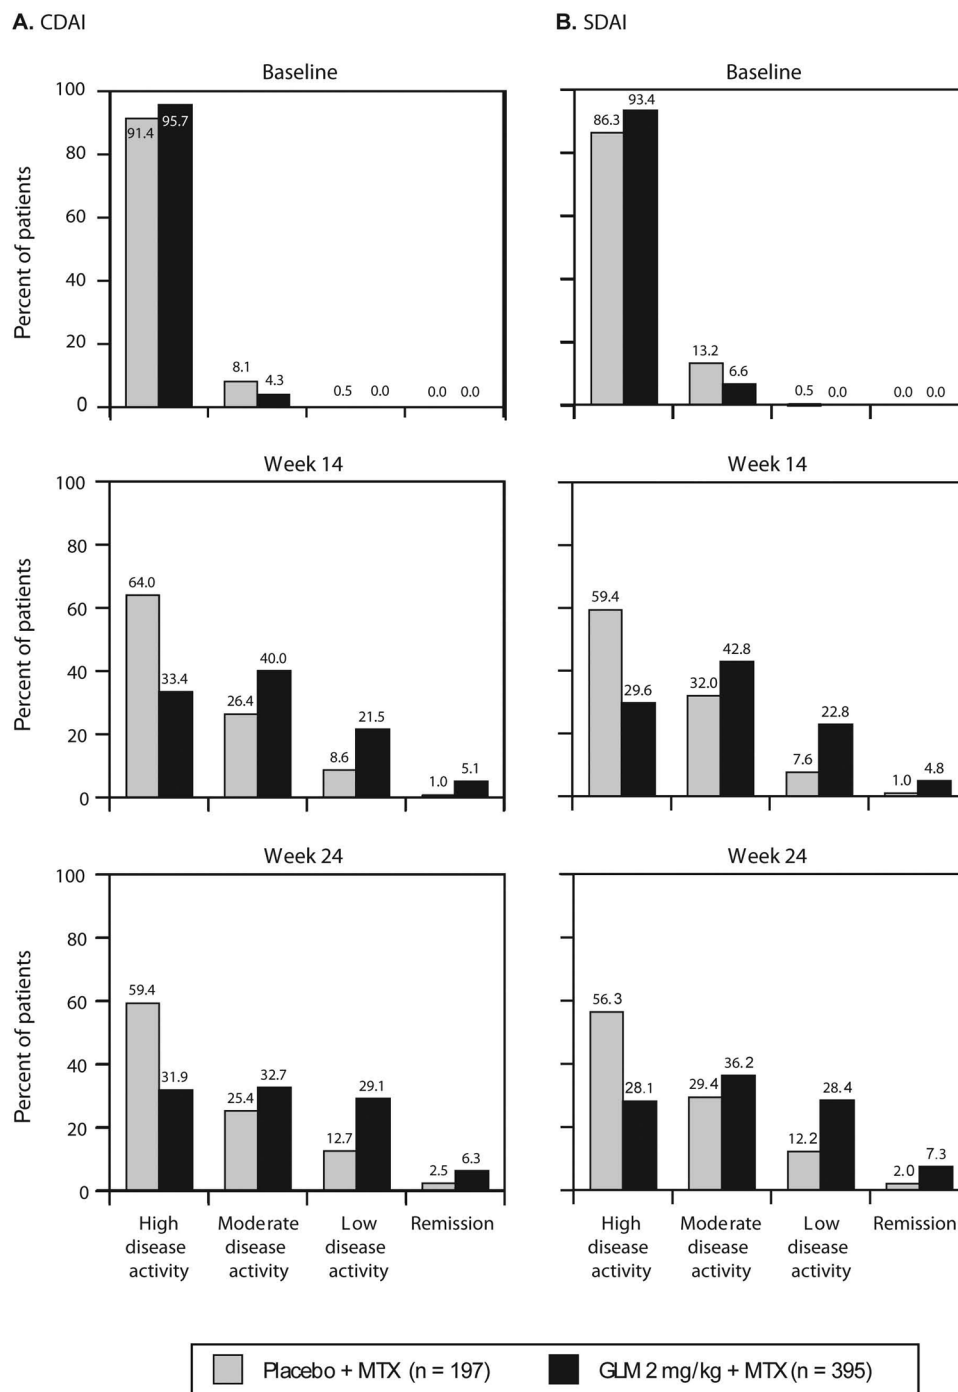 A. CDAI
B. SDAI
Baseline
Percent of patients
100
80
60
40
20
0
91.4
95.7
8.1
4.3
0.5
0.0
0.0
0.0
Baseline
86.3
93.4
13.2
6.6
0.5
0.0
0.0
0.0
Week 14
Percent of patients
100
80
60
40
20
0
64.0
33.4
26.4
40.0
8.6
21.5
1.0
5.1
Week 14
59.4
29.6
32.0
42.8
7.6
22.8
1.0
4.8
Week 24
Percent of patients
100
80
60
40
20
0
59.4
31.9
25.4
32.7
12.7
29.1
2.5
6.3
Week 24
56.3
28.1
29.4
36.2
12.2
28.4
2.0
7.3
High
disease
activity
Moderate
disease
activity
Low
disease
activity
Remission
High
disease
activity
Moderate
disease
activity
Low
disease
activity
Remission
Placebo + MTX (n = 197)
GLM 2 mg/kg + MTX (n = 395)